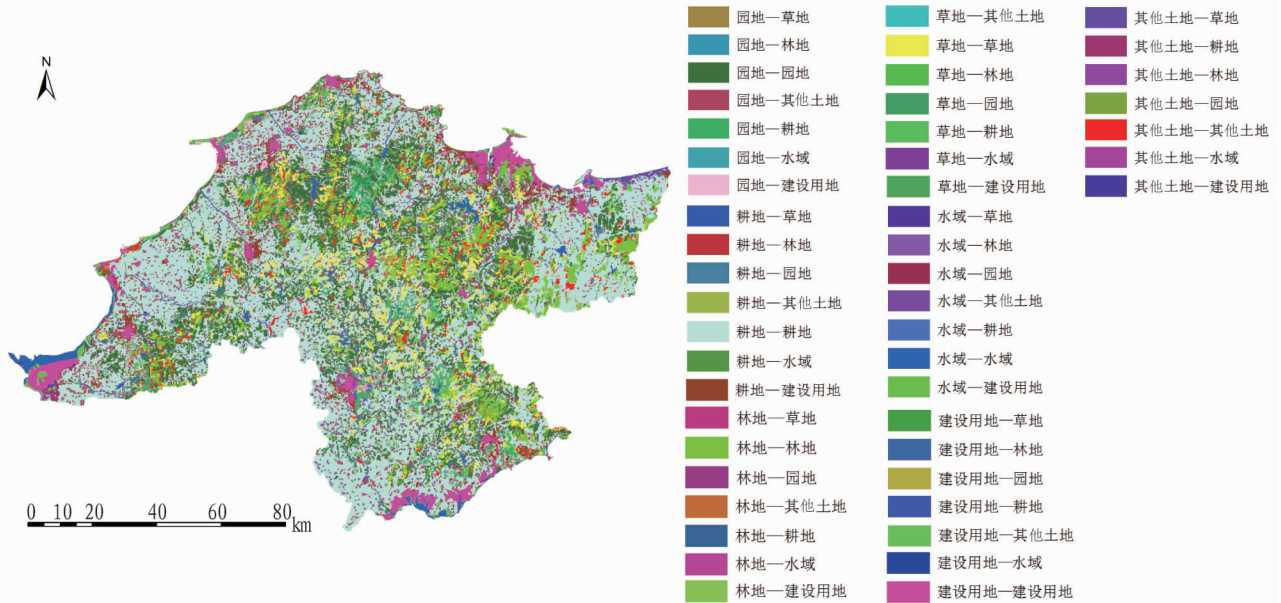 N
0 10 20 40 60 80 km
园地—草地
园地—林地
园地—园地
园地—其他土地
园地—耕地
园地—水域
园地—建设用地
耕地—草地
耕地—林地
耕地—园地
耕地—其他土地
耕地—耕地
耕地—水域
耕地—建设用地
林地—草地
林地—林地
林地—园地
林地—其他土地
林地—耕地
林地—水域
林地—建设用地
草地—其他土地
草地—草地
草地—林地
草地—园地
草地—耕地
草地—水域
草地—建设用地
水域—草地
水域—林地
水域—园地
水域—其他土地
水域—耕地
水域—水域
水域—建设用地
建设用地—草地
建设用地—林地
建设用地—园地
建设用地—耕地
建设用地—其他土地
建设用地—水域
建设用地—建设用地
其他土地—草地
其他土地—耕地
其他土地—林地
其他土地—园地
其他土地—其他土地
其他土地—水域
其他土地—建设用地